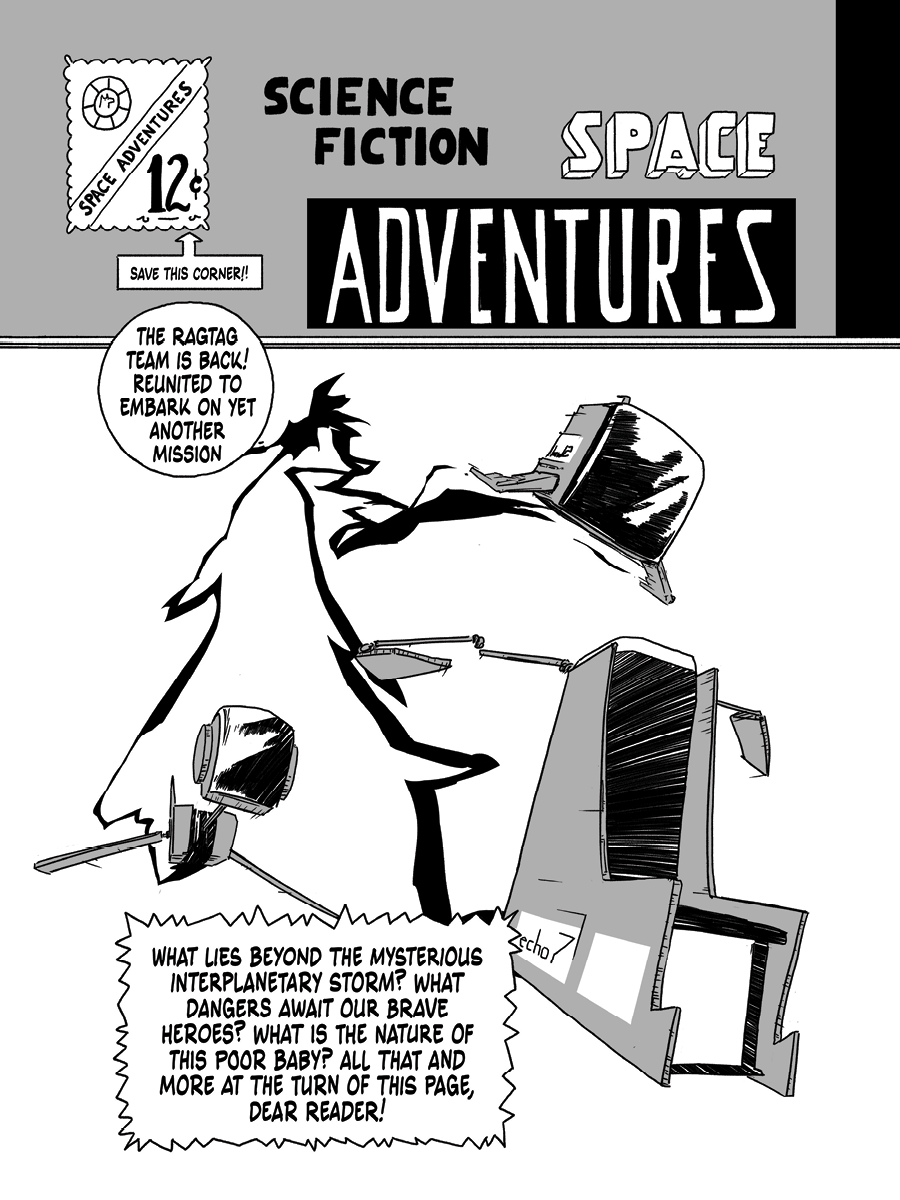 MP
SPACE ADVENTURES
12¢
SAVE THIS CORNER!!
SCIENCE
FICTION
SPACE
ADVENTURES
THE RAGTAG
TEAM IS BACK!
REUNITED TO
EMBARK ON YET
ANOTHER
MISSION
echo7
WHAT LIES BEYOND THE MYSTERIOUS
INTERPLANETARY STORM? WHAT
DANGERS AWAIT OUR BRAVE
HEROES? WHAT IS THE NATURE OF
THIS POOR BABY? ALL THAT AND
MORE AT THE TURN OF THIS PAGE,
DEAR READER!